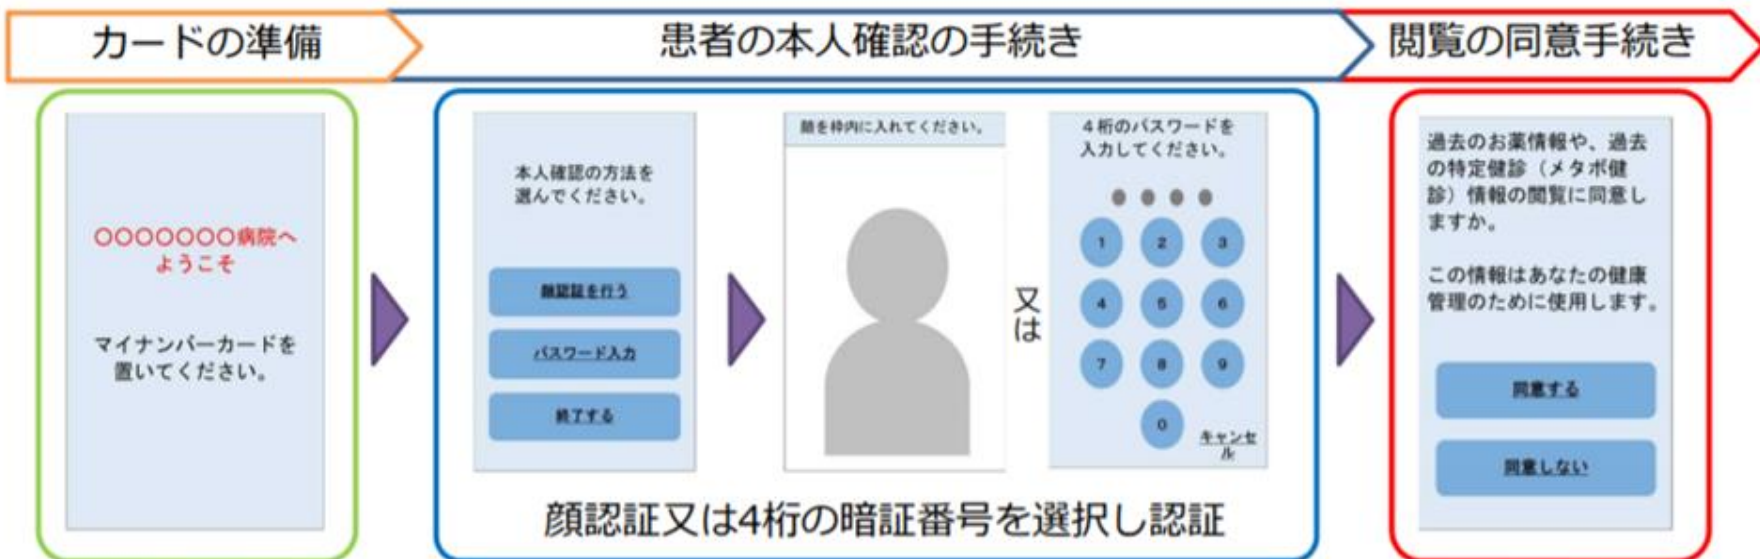 カードの準備
患者の本人確認の手続き
閲覧の同意手続き
〇〇〇〇〇〇〇病院へ
ようこそ
マイナンバーカードを
置いてください。
本人確認の方法を
選んでください。
顔認証を行う
パスワード入力
終了する
顔を枠内に入れてください。
又は
4桁のパスワードを
入力してください。
1
2
3
4
5
6
7
8
9
0
キャンセ
ル
顔認証又は4桁の暗証番号を選択し認証
過去のお薬情報や、過去
の特定健診（メタボ健
診）情報の閲覧に同意し
ますか。
この情報はあなたの健康
管理のために使用します。
同意する
同意しない